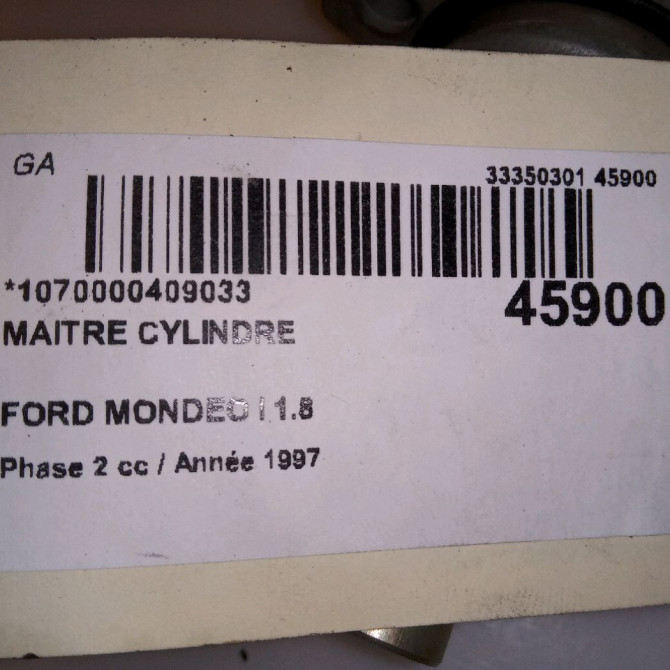 GA
33350301 45900
*1070000409033
45900
MAITRE CYLINDRE
FORD MONDEO I 1.8
Phase 2 cc / Année 1997